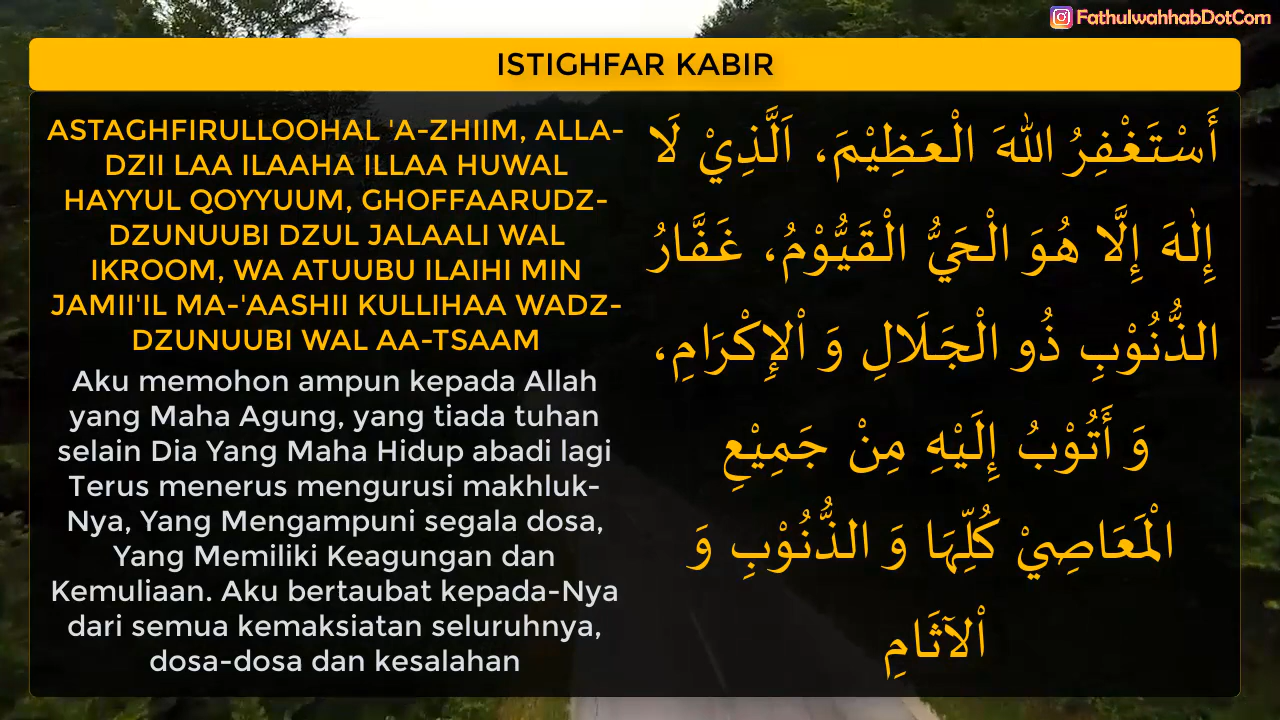 FathulwahhabDotCom
ISTIGHFAR KABIR
ASTAGHFIRULLOOHAL 'A-ZHIIM, ALLA-
DZII LAA ILAAHA ILLAA HUWAL
HAYYUL QOYYUUM, GHOFFAARUDZ-
DZUNUUBI DZUL JALAALI WAL
IKROOM, WA ATUUBU ILAIHI MIN
JAMII'IL MA-'AASHII KULLIHAA WADZ-
DZUNUUBI WAL AA-TSAAM
Aku memohon ampun kepada Allah
yang Maha Agung, yang tiada tuhan
selain Dia Yang Maha Hidup abadi lagi
Terus menerus mengurusi makhluk-
Nya, Yang Mengampuni segala dosa,
Yang Memiliki Keagungan dan
Kemuliaan. Aku bertaubat kepada-Nya
dari semua kemaksiatan seluruhnya,
dosa-dosa dan kesalahan
أَسْتَغْفِرُ اللهَ الْعَظِيْمَ، اَلَّذِيْ لَا
إِلٰهَ إِلَّا هُوَ الْحَيُّ الْقَيُّوْمُ، غَفَّارُ
الذُّنُوْبِ ذُو الْجَلَالِ وَ اْلإِكْرَامِ،
وَ أَتُوْبُ إِلَيْهِ مِنْ جَمِيْعِ
الْمَعَاصِيْ كُلِّهَا وَ الذُّنُوْبِ وَ
اْلآثَامِ